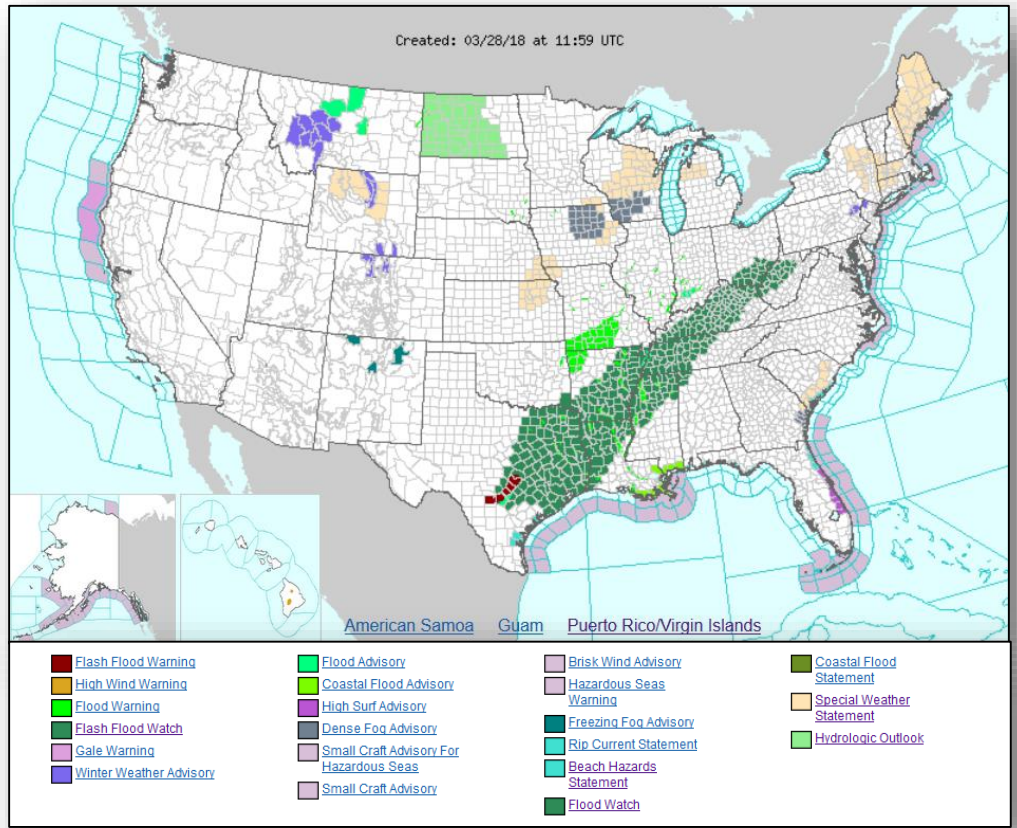 Created: 03/28/18 at 11:59 UTC
American Samoa Guam Puerto Rico/Virgin Islands
Flash Flood Warning
High Wind Warning
Flood Warning
Flash Flood Watch
Gale Warning
Winter Weather Advisory
Flood Advisory
Coastal Flood Advisory
High Surf Advisory
Dense Fog Advisory
Small Craft Advisory For
Hazardous Seas
Small Craft Advisory
Brisk Wind Advisory
Hazardous Seas
Warning
Freezing Fog Advisory
Rip Current Statement
Beach Hazards
Statement
Flood Watch
Coastal Flood
Statement
Special Weather
Statement
Hydrologic Outlook